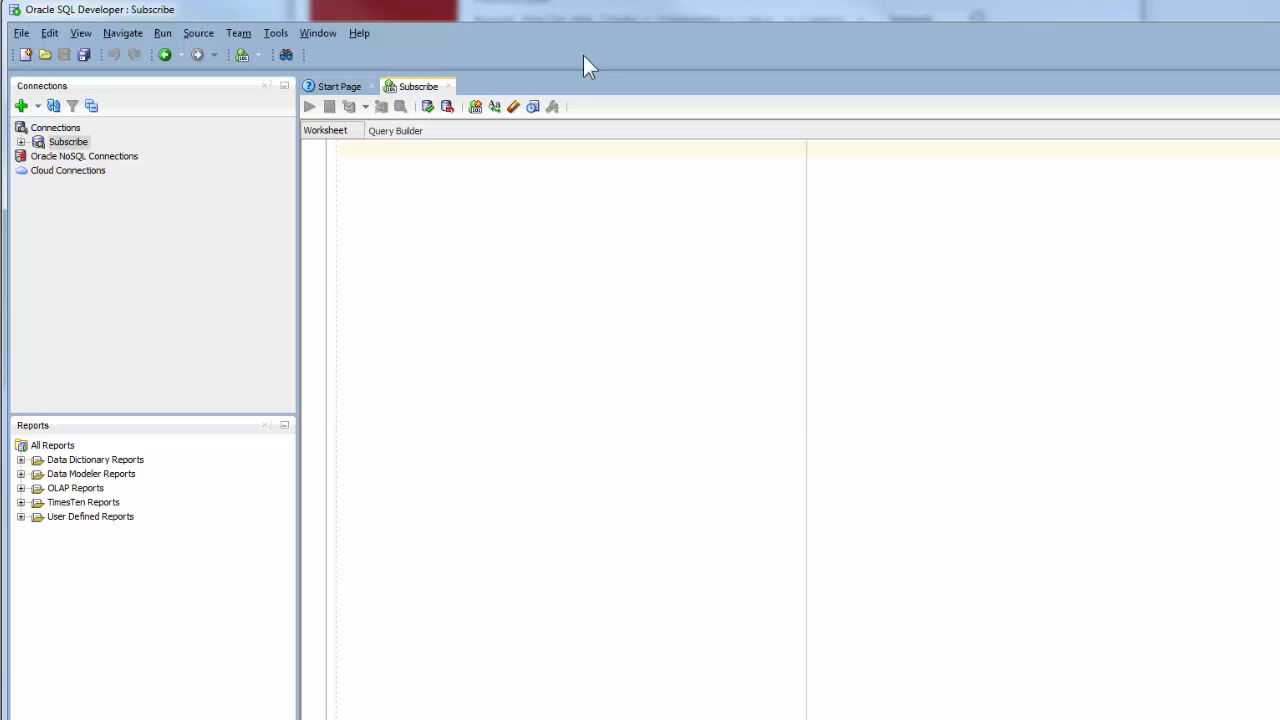 Oracle SQL Developer : Subscribe
File Edit View Navigate Run Source Team Tools Window Help
Connections
Start Page
Subscribe
Connections
Subscribe
Oracle NoSQL Connections
Cloud Connections
Worksheet Query Builder
Reports
All Reports
Data Dictionary Reports
Data Modeler Reports
OLAP Reports
TimesTen Reports
User Defined Reports